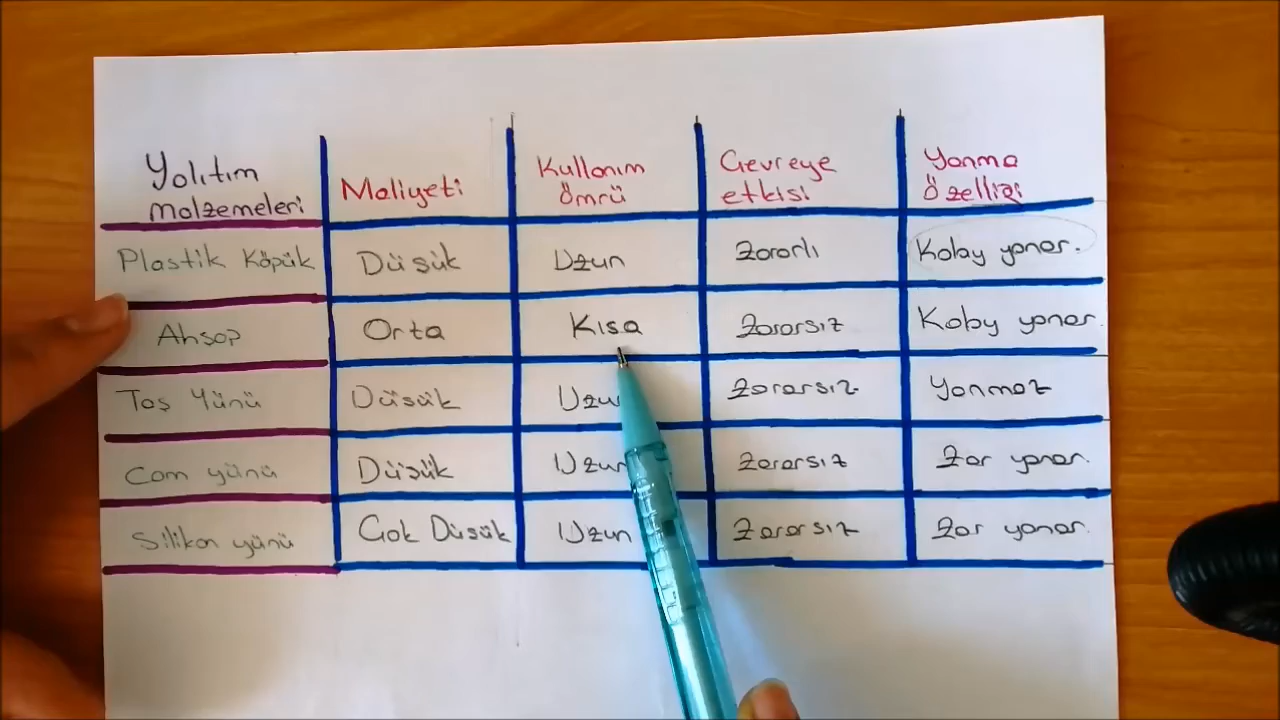 Yalıtım malzemeleri
Maliyeti
Kullanım Ömrü
Çevreye etkisi
Yanma Özelliği
Plastik Köpük Düşük Uzun Zararlı Kolay yanar.
Ahşap Orta Kısa Zararsız Kolay yanar.
Taş Yünü Düşük Uzun Zararsız. Yanmaz
Cam yünü Düşük Uzun Zararsız Zor yanar.
Silikon yünü Çok Düşük Uzun Zararsız Zor yanar.